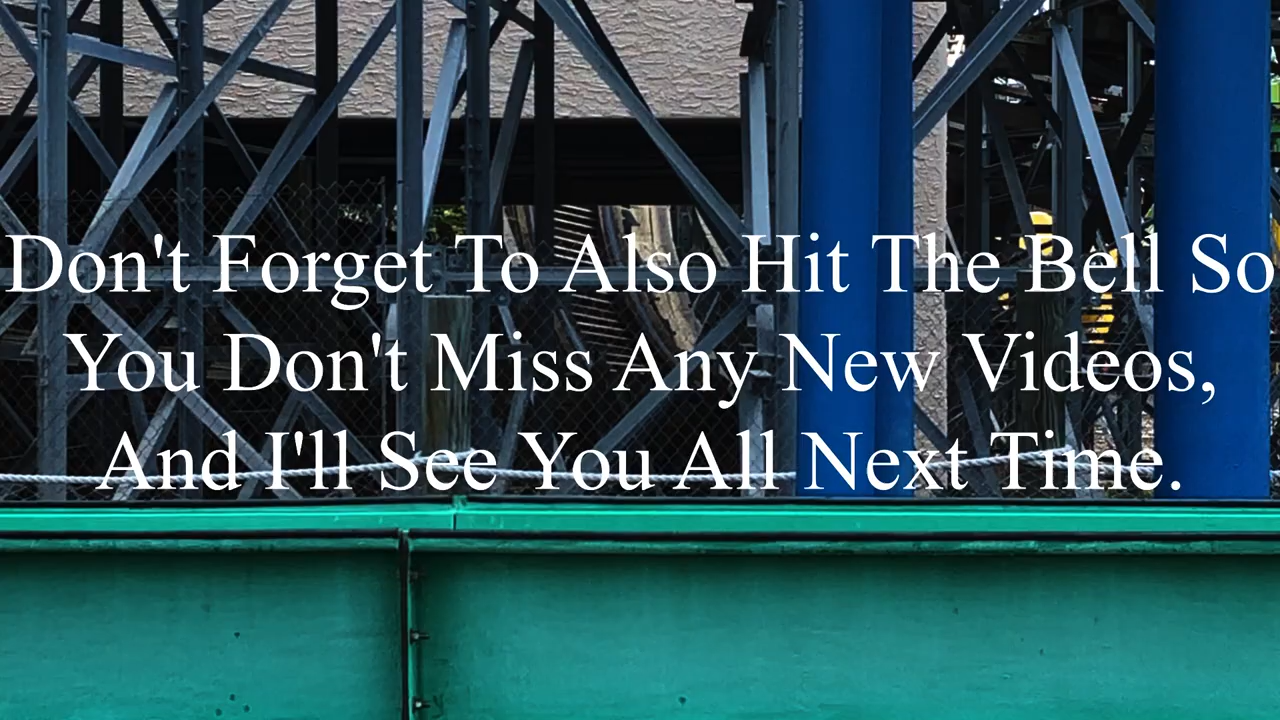 Don't Forget To Also Hit The Bell So
You Don't Miss Any New Videos,
And I'll See You All Next Time.